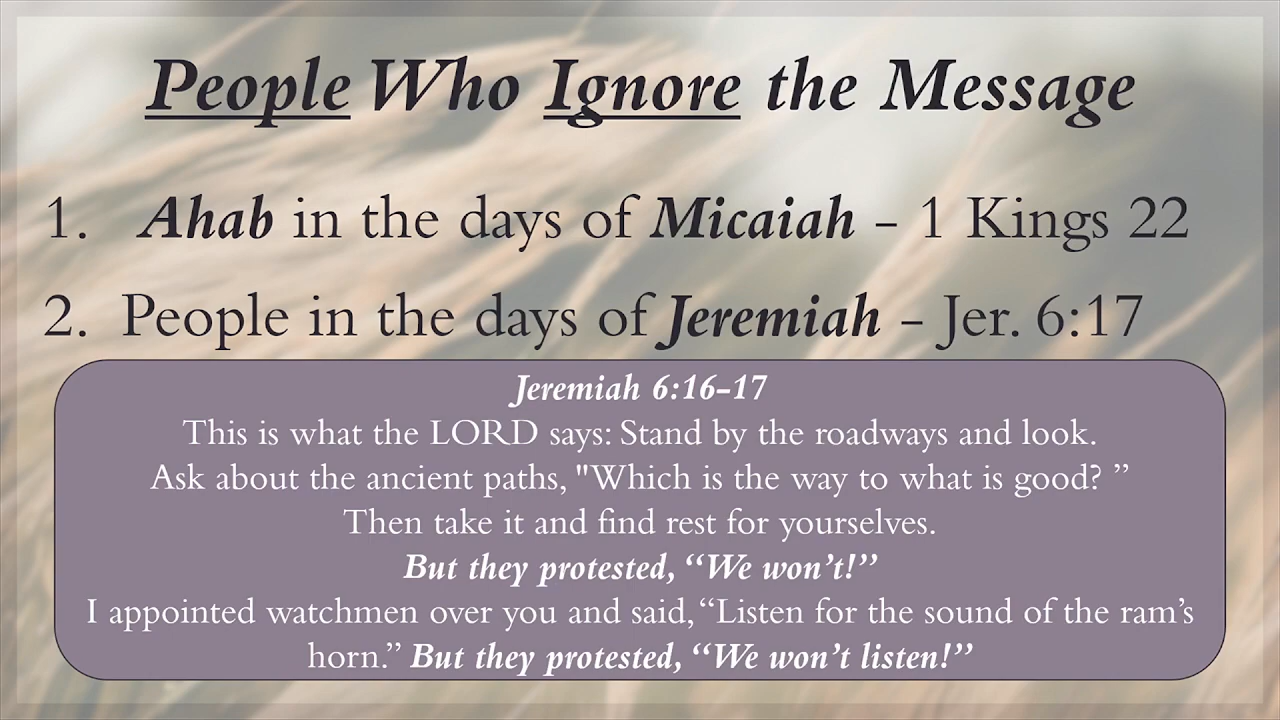 People Who Ignore the Message
1. Ahab in the days of Micaiah – 1 Kings 22
2. People in the days of Jeremiah – Jer. 6:17
Jeremiah 6:16–17
This is what the LORD says: Stand by the roadways and look.
Ask about the ancient paths, "Which is the way to what is good? ”
Then take it and find rest for yourselves.
But they protested, “We won’t!”
I appointed watchmen over you and said, “Listen for the sound of the ram’s
horn.” But they protested, “We won’t listen!”